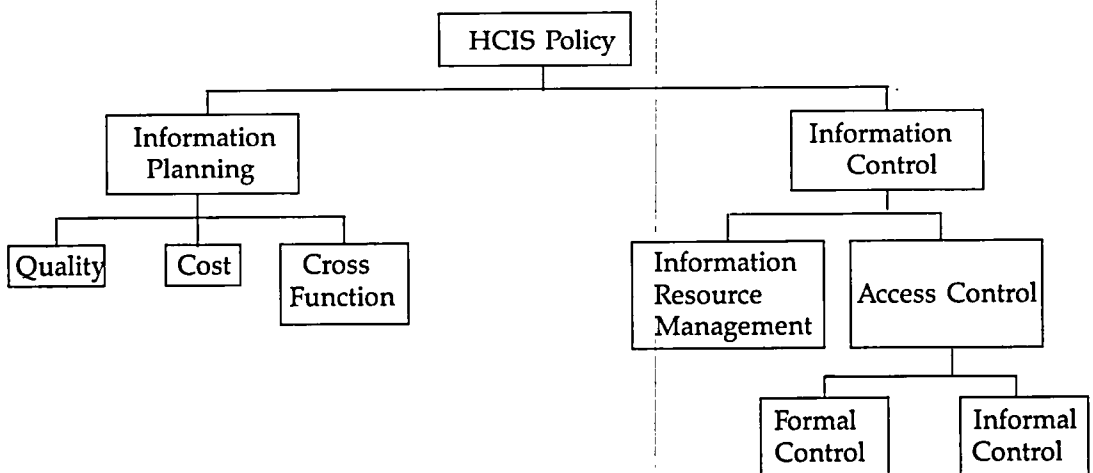 HCIS Policy
Information
Planning
Information
Control
Quality
Cost
Cross
Function
Information
Resource
Management
Access Control
Formal
Control
Informal
Control